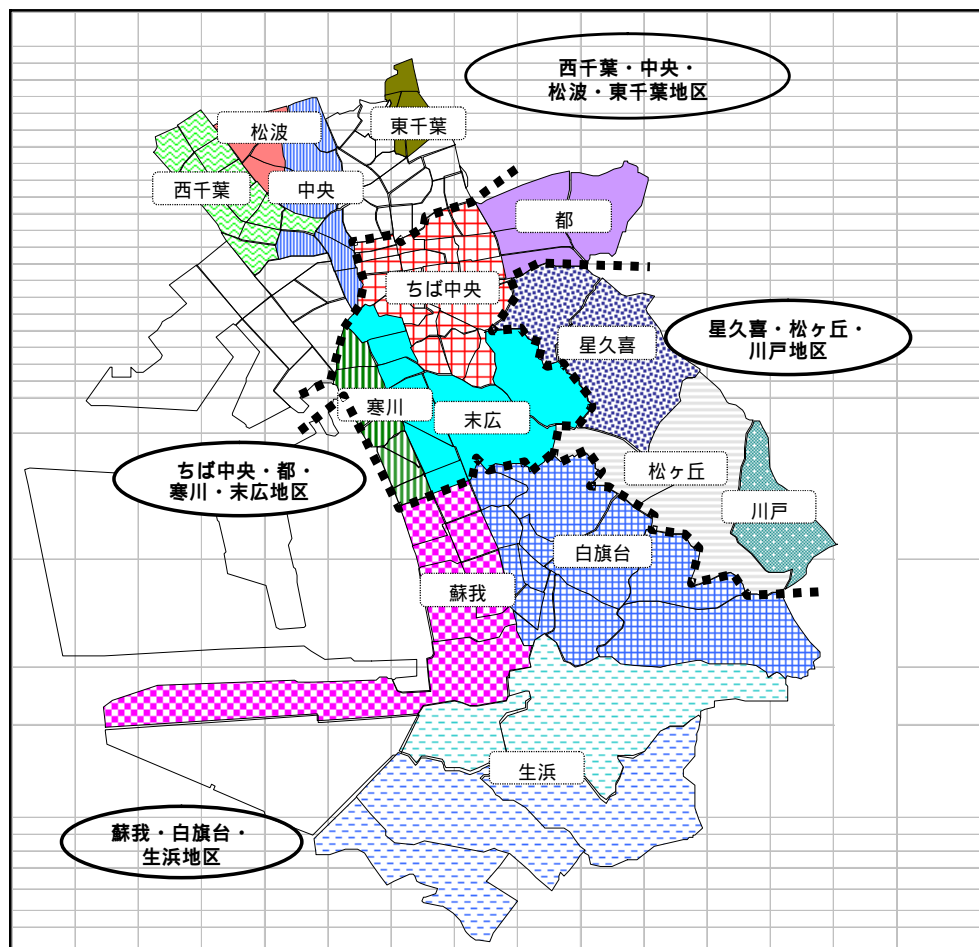 西千葉・中央・
松波・東千葉地区
松波
東千葉
西千葉
中央
都
ちば中央
星久喜
星久喜・松ヶ丘・
川戸地区
寒川
末広
ちば中央・都・
寒川・末広地区
松ヶ丘
川戸
白旗台
蘇我
生浜
蘇我・白旗台・
生浜地区